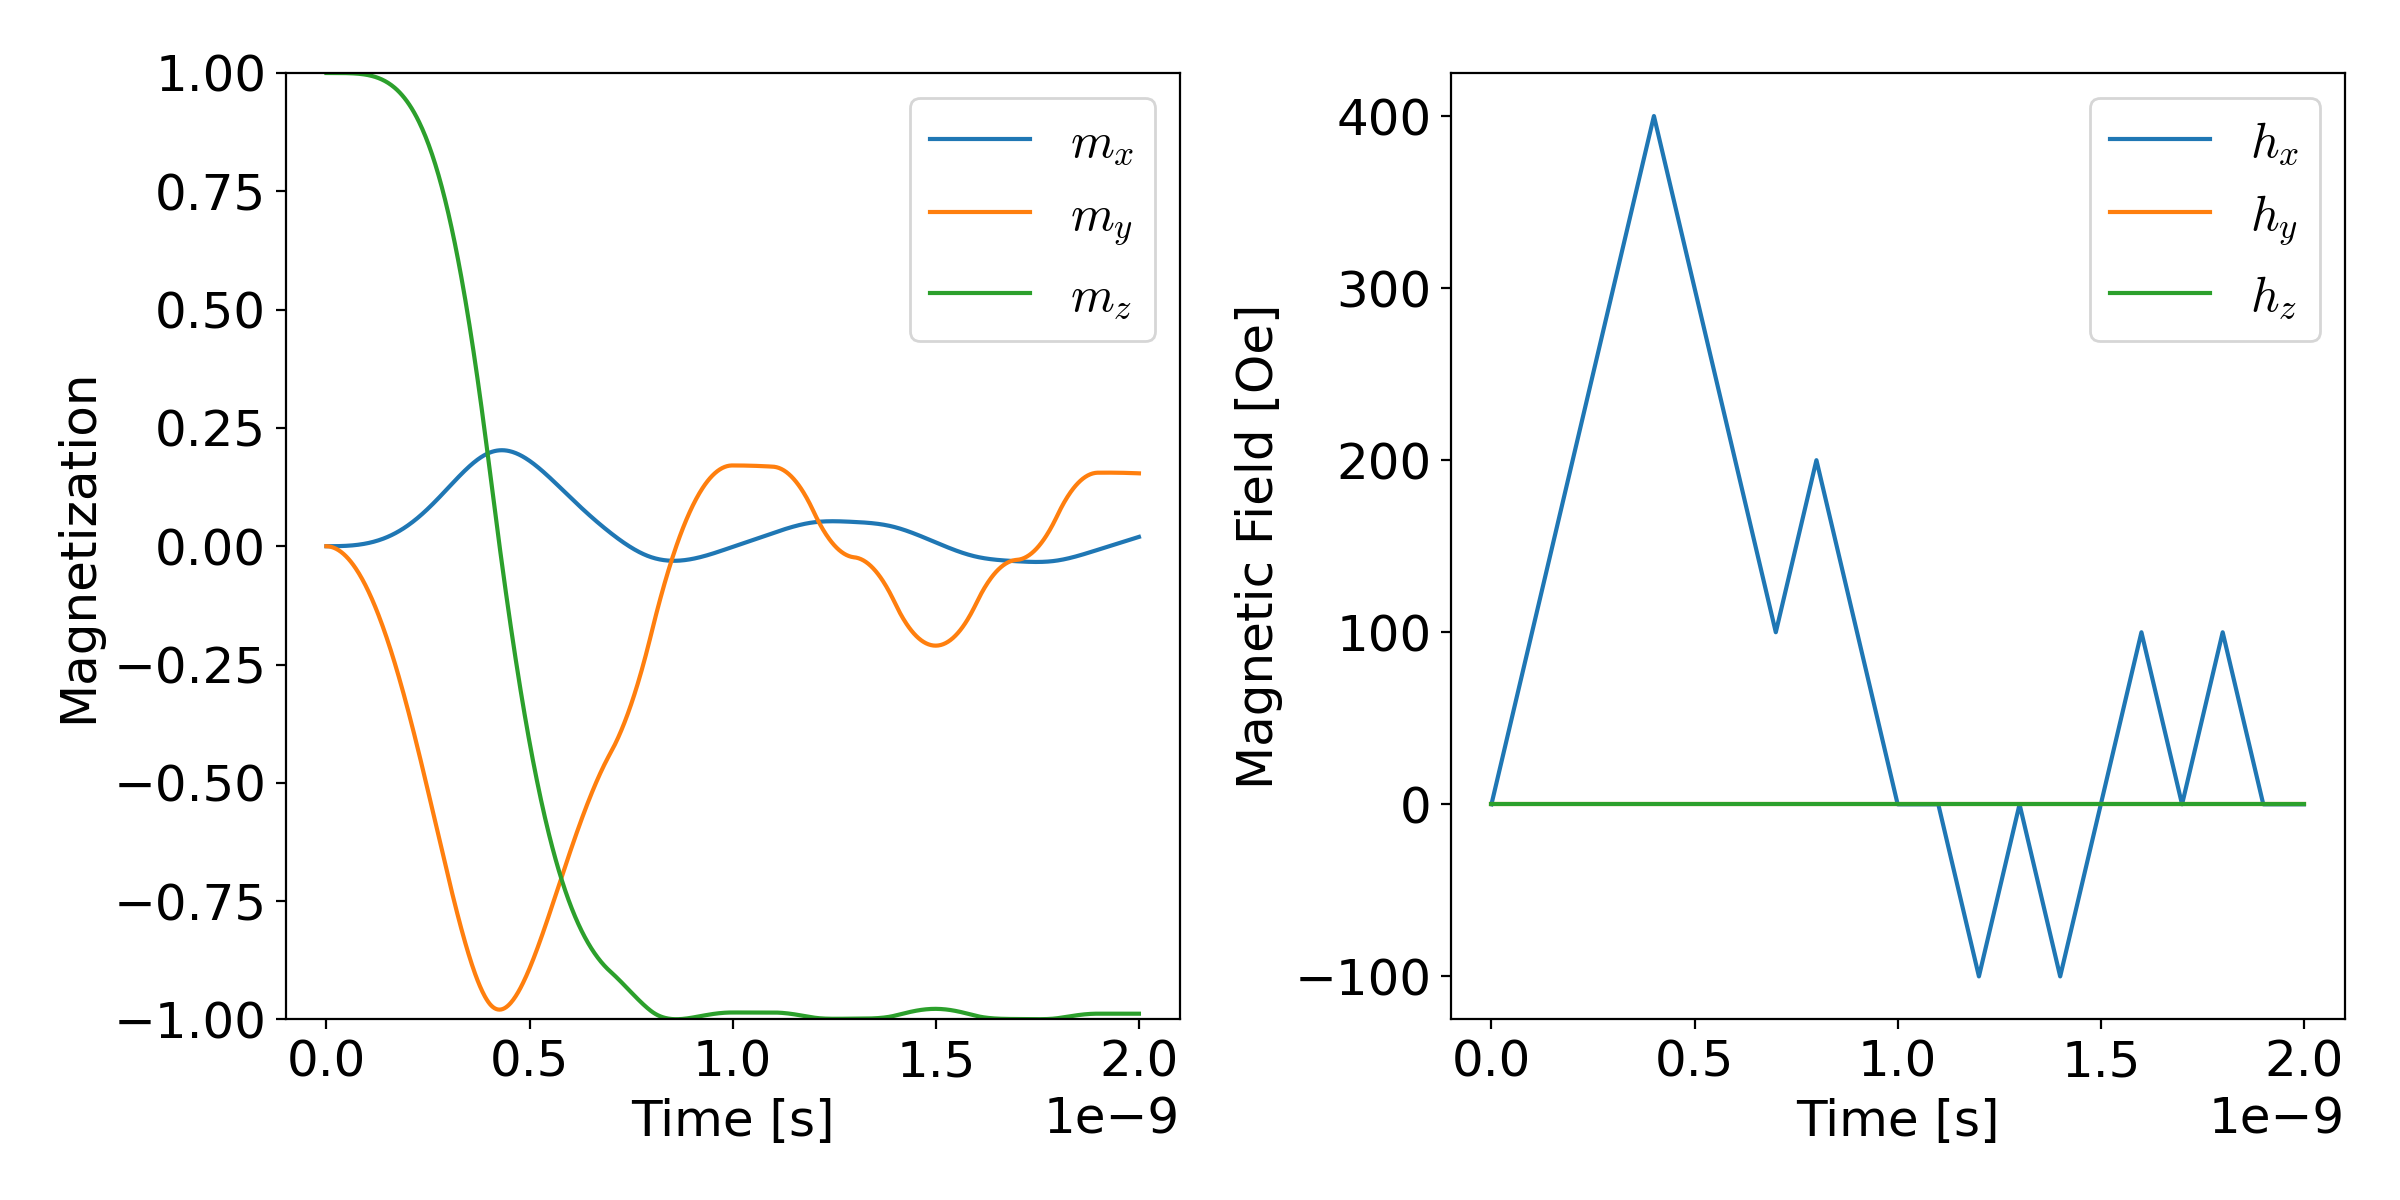 Magnetization
1.00
0.75
0.50
0.25
0.00
−0.25
−0.50
−0.75
−1.00
0.0 0.5 1.0 1.5 2.0
Time [s]
1e−9
m_x
m_y
m_z
Magnetic Field [Oe]
400
300
200
100
0
−100
0.0 0.5 1.0 1.5 2.0
Time [s]
1e−9
h_x
h_y
h_z